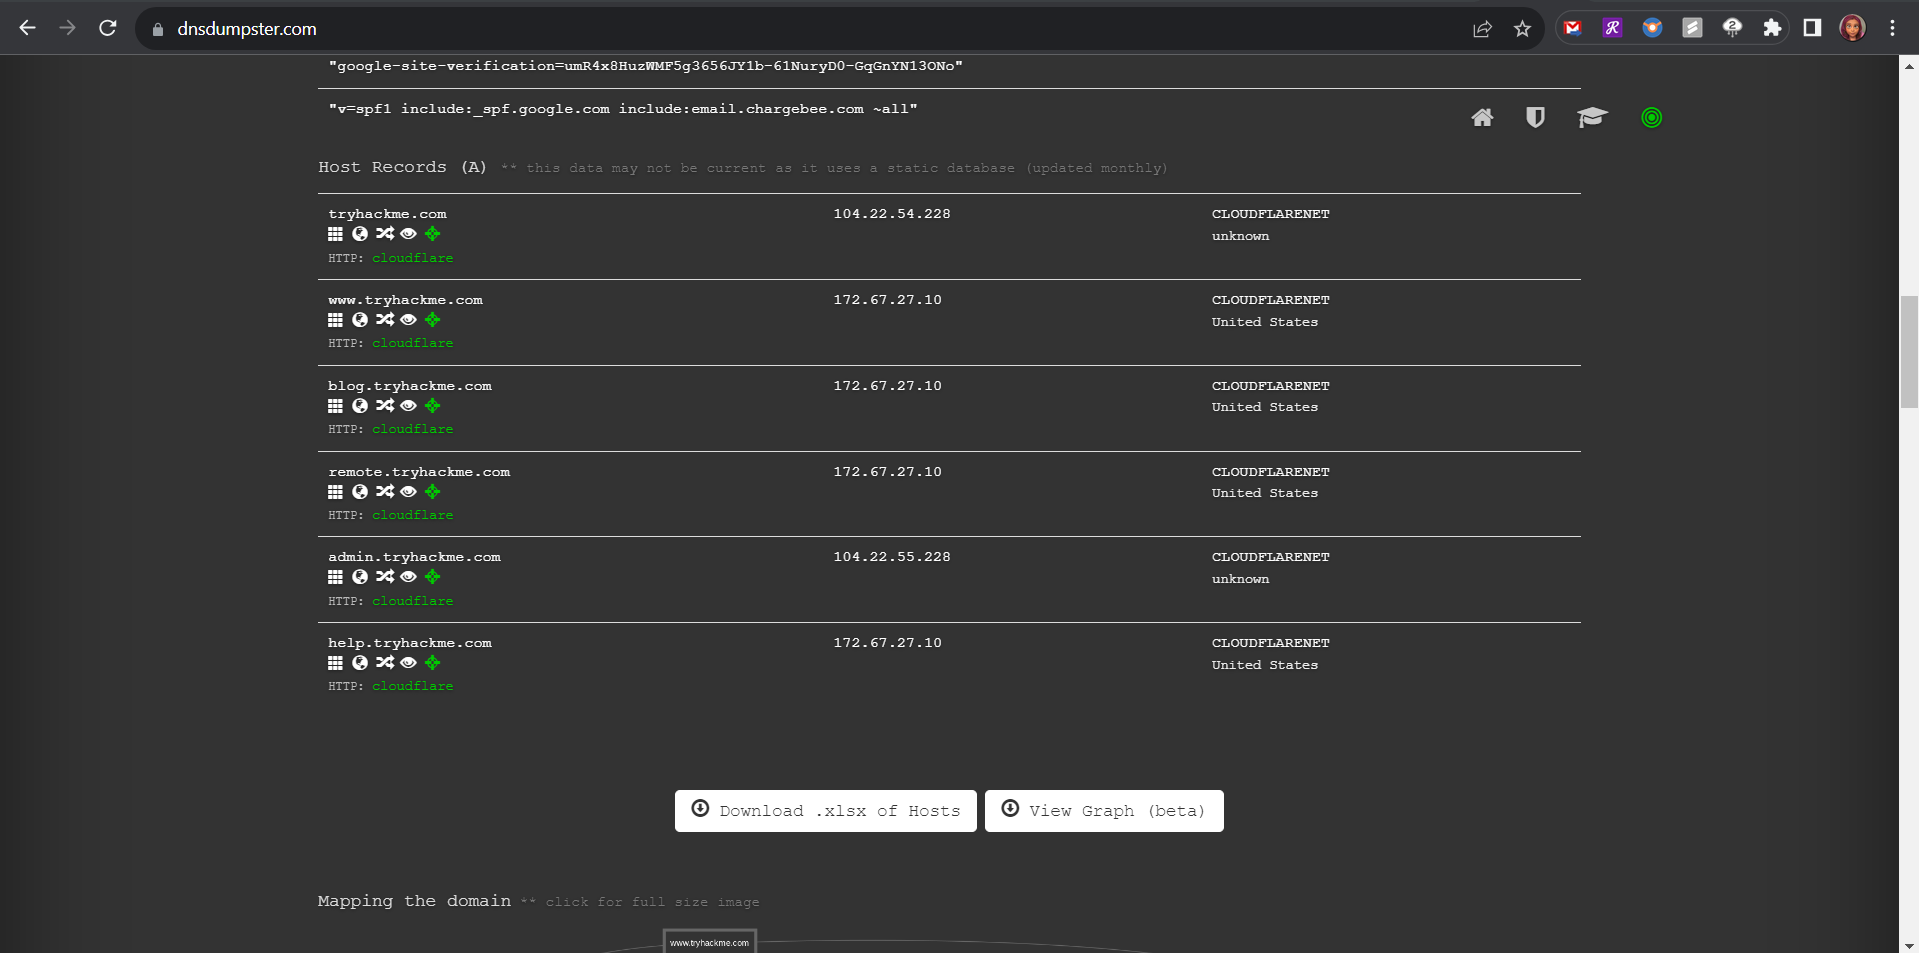 dnsdumpster.com
"google-site-verification=umR4x8HuzWMF5g3656JY1b-61NuryD0-GqGnYN13ONo"
"v=spf1 include:_spf.google.com include:email.chargebee.com ~all"
Host Records (A) ** this data may not be current as it uses a static database (updated monthly)
tryhackme.com 104.22.54.228 CLOUDFLARENET
unknown
HTTP: cloudflare
www.tryhackme.com 172.67.27.10 CLOUDFLARENET
United States
HTTP: cloudflare
blog.tryhackme.com 172.67.27.10 CLOUDFLARENET
United States
HTTP: cloudflare
remote.tryhackme.com 172.67.27.10 CLOUDFLARENET
United States
HTTP: cloudflare
admin.tryhackme.com 104.22.55.228 CLOUDFLARENET
unknown
HTTP: cloudflare
help.tryhackme.com 172.67.27.10 CLOUDFLARENET
United States
HTTP: cloudflare
Download .xlsx of Hosts View Graph (beta)
Mapping the domain ** click for full size image
www.tryhackme.com